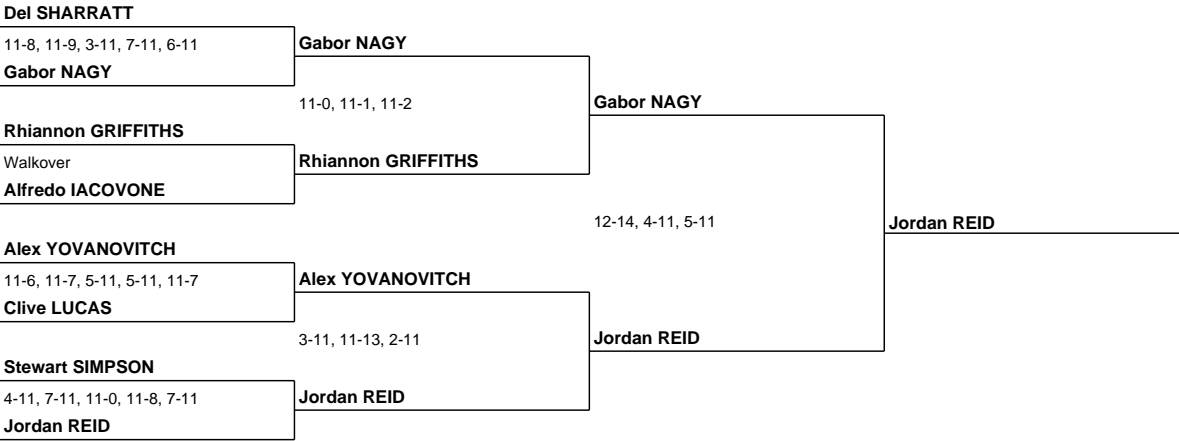 Del SHARRATT
11-8, 11-9, 3-11, 7-11, 6-11
Gabor NAGY
Gabor NAGY
11-0, 11-1, 11-2
Gabor NAGY
Rhiannon GRIFFITHS
Walkover
Rhiannon GRIFFITHS
Alfredo IACOVONE
12-14, 4-11, 5-11
Jordan REID
Alex YOVANOVITCH
11-6, 11-7, 5-11, 5-11, 11-7
Alex YOVANOVITCH
Clive LUCAS
3-11, 11-13, 2-11
Jordan REID
Stewart SIMPSON
4-11, 7-11, 11-0, 11-8, 7-11
Jordan REID
Jordan REID